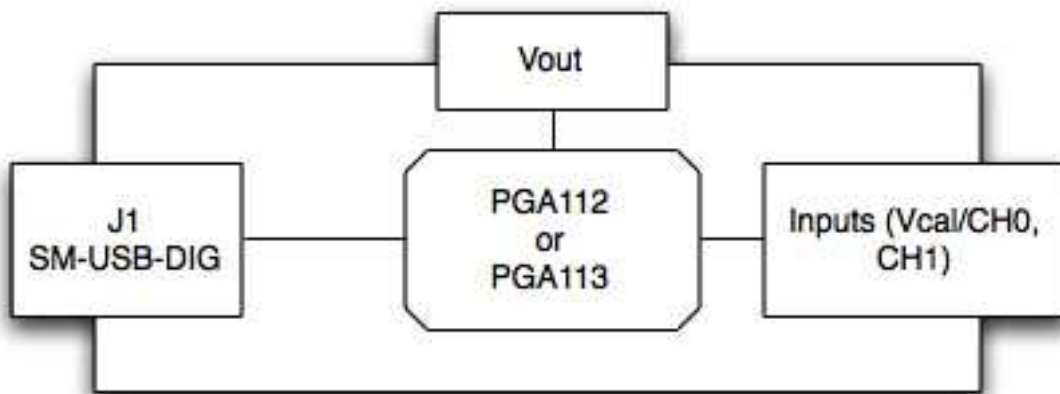 Vout
J1
SM-USB-DIG
PGA112
or
PGA113
Inputs (Vcal/CH0,
CH1)